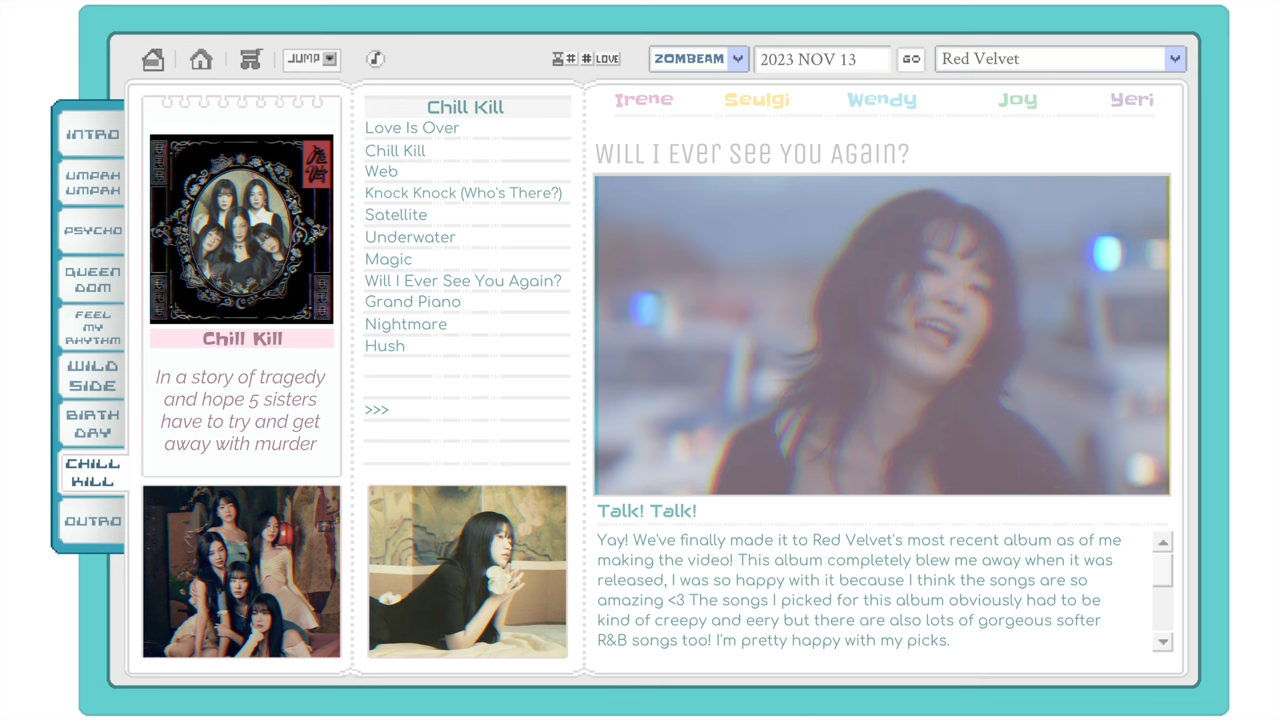 JUMP
# # LOVE
ZOMBEAM
2023 NOV 13
GO
Red Velvet
INTRO
UMPAH
UMPAH
PSYCHO
QUEEN
DOM
FEEL
MY
RHYTHM
WILD
SIDE
BIRTH
DAY
CHILL
KILL
OUTRO
Chill Kill
In a story of tragedy
and hope 5 sisters
have to try and get
away with murder
Chill Kill
Love Is Over
Chill Kill
Web
Knock Knock (Who's There?)
Satellite
Underwater
Magic
Will I Ever See You Again?
Grand Piano
Nightmare
Hush
>>>
Irene Seulgi Wendy Joy Yeri
Will I Ever See You Again?
Talk! Talk!
Yay! We've finally made it to Red Velvet's most recent album as of me
making the video! This album completely blew me away when it was
released, I was so happy with it because I think the songs are so
amazing <3 The songs I picked for this album obviously had to be
kind of creepy and eery but there are also lots of gorgeous softer
R&B songs too! I'm pretty happy with my picks.